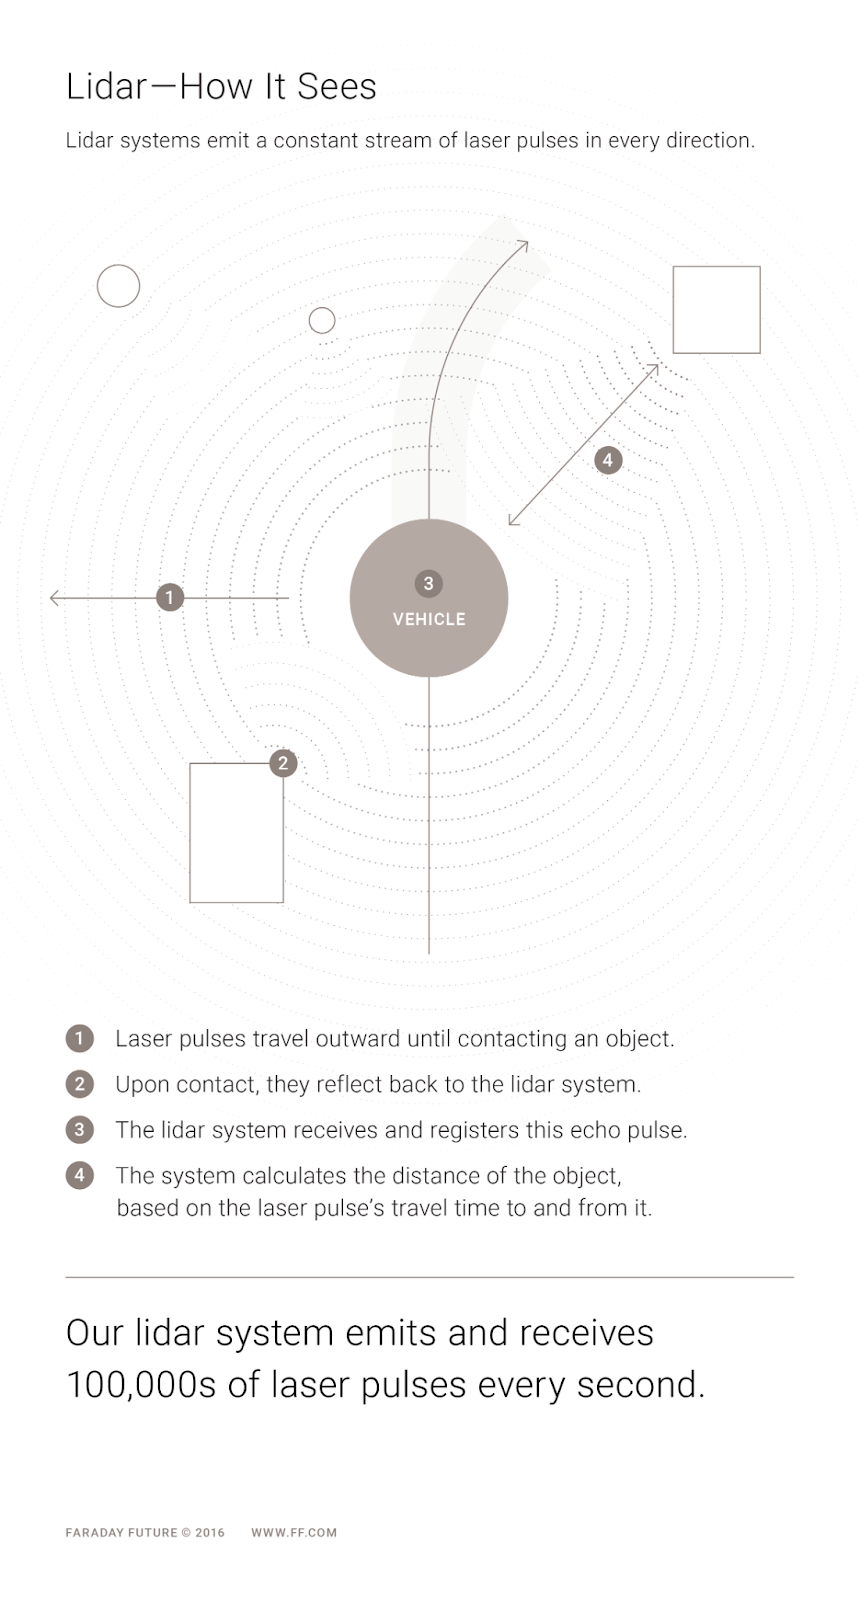 Lidar—How It Sees
Lidar systems emit a constant stream of laser pulses in every direction.
4
3
VEHICLE
1
2
1 Laser pulses travel outward until contacting an object.
2 Upon contact, they reflect back to the lidar system.
3 The lidar system receives and registers this echo pulse.
4 The system calculates the distance of the object,
based on the laser pulse’s travel time to and from it.
Our lidar system emits and receives
100,000s of laser pulses every second.
FARADAY FUTURE © 2016 WWW.FF.COM